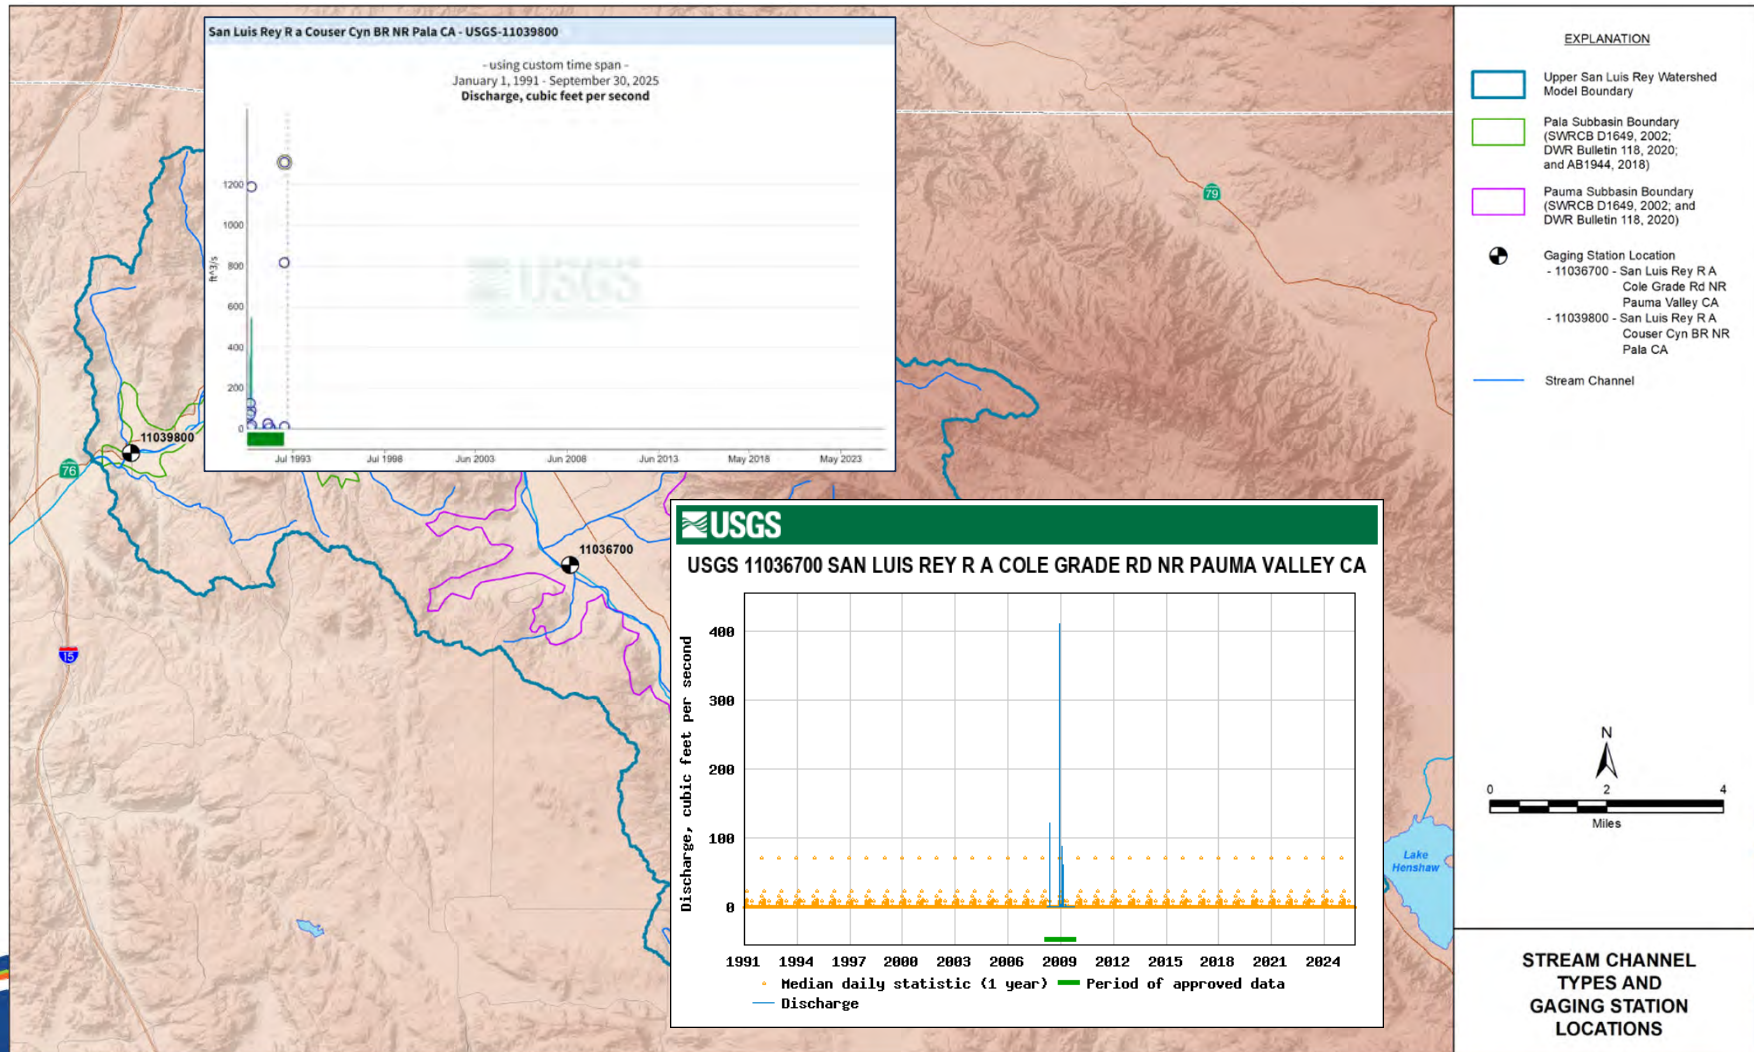 San Luis Rey R a Couser Cyn BR NR Pala CA - USGS-11039800
- using custom time span -
January 1, 1991 - September 30, 2025
Discharge, cubic feet per second
ft^3/s
1200
1000
800
600
400
200
0
USGS
Jul 1993
Jul 1998
Jun 2003
Jun 2008
Jun 2013
May 2018
May 2023
79
11039800
76
11036700
15
USGS
USGS 11036700 SAN LUIS REY R A COLE GRADE RD NR PAUMA VALLEY CA
Discharge, cubic feet per second
400
300
200
100
0
1991 1994 1997 2000 2003 2006 2009 2012 2015 2018 2021 2024
Median daily statistic (1 year)
Period of approved data
Discharge
Lake
Henshaw
EXPLANATION
Upper San Luis Rey Watershed
Model Boundary
Pala Subbasin Boundary
(SWRCB D1649, 2002;
DWR Bulletin 118, 2020;
and AB1944, 2018)
Pauma Subbasin Boundary
(SWRCB D1649, 2002; and
DWR Bulletin 118, 2020)
Gaging Station Location
- 11036700 - San Luis Rey R A
Cole Grade Rd NR
Pauma Valley CA
- 11039800 - San Luis Rey R A
Couser Cyn BR NR
Pala CA
Stream Channel
N
0 2 4
Miles
STREAM CHANNEL
TYPES AND
GAGING STATION
LOCATIONS